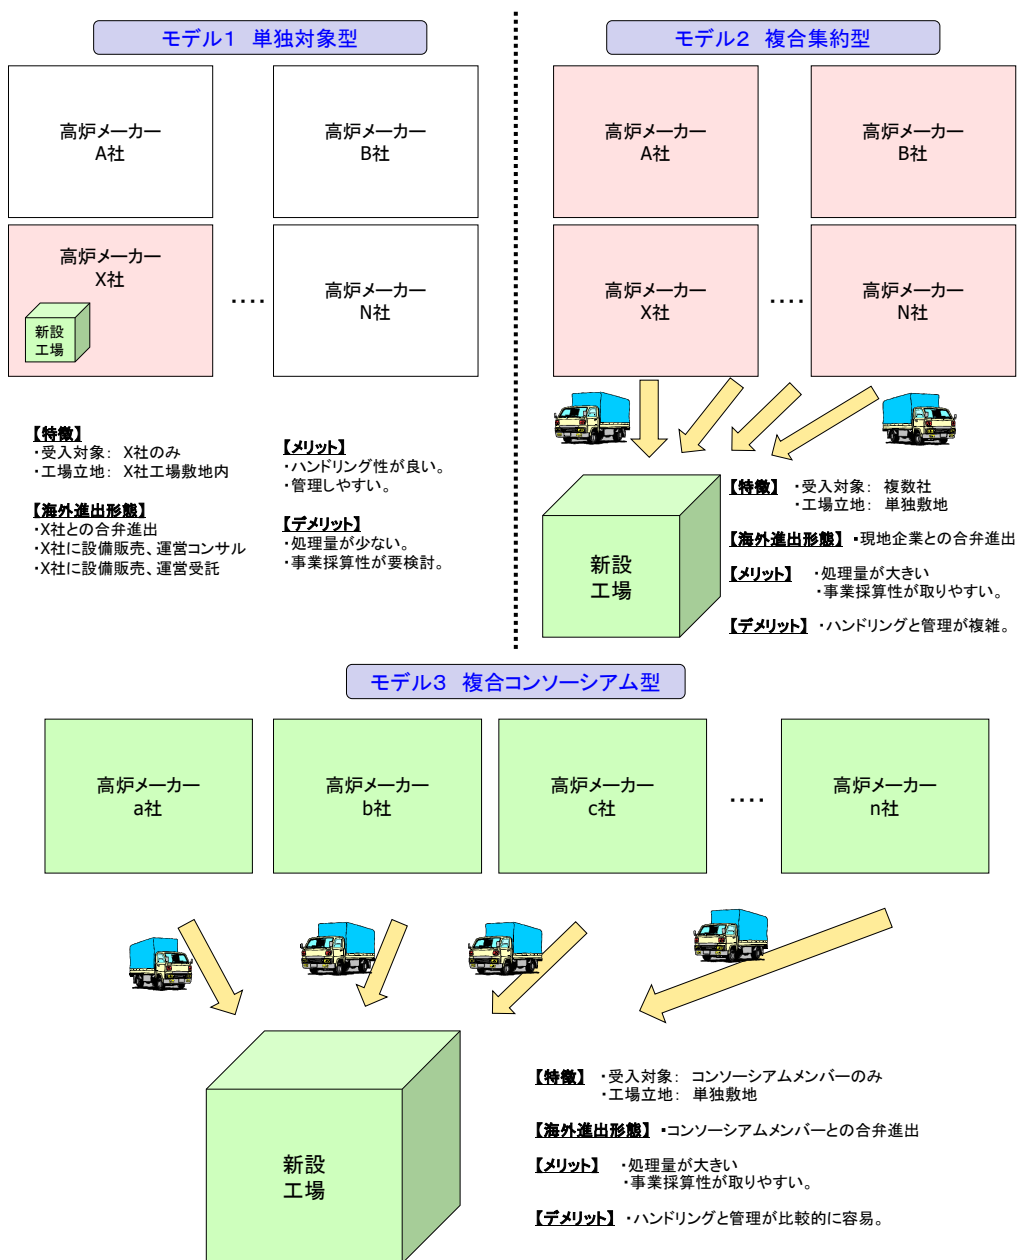 モデル1 単独対象型
高炉メーカー
A社
高炉メーカー
B社
高炉メーカー
X社
新設
工場
‥‥
高炉メーカー
N社
【特徴】
・受入対象： X社のみ
・工場立地： X社工場敷地内
【海外進出形態】
・X社との合弁進出
・X社に設備販売、運営コンサル
・X社に設備販売、運営受託
【メリット】
・ハンドリング性が良い。
・管理しやすい。
【デメリット】
・処理量が少ない。
・事業採算性が要検討。
モデル2 複合集約型
高炉メーカー
A社
高炉メーカー
B社
高炉メーカー
X社
‥‥
高炉メーカー
N社
新設
工場
【特徴】 ・受入対象： 複数社
・工場立地： 単独敷地
【海外進出形態】 ・現地企業との合弁進出
【メリット】 ・処理量が大きい
・事業採算性が取りやすい。
【デメリット】 ・ハンドリングと管理が複雑。
モデル3 複合コンソーシアム型
高炉メーカー
a社
高炉メーカー
b社
高炉メーカー
c社
‥‥
高炉メーカー
n社
新設
工場
【特徴】 ・受入対象： コンソーシアムメンバーのみ
・工場立地： 単独敷地
【海外進出形態】 ・コンソーシアムメンバーとの合弁進出
【メリット】 ・処理量が大きい
・事業採算性が取りやすい。
【デメリット】 ・ハンドリングと管理が比較的に容易。